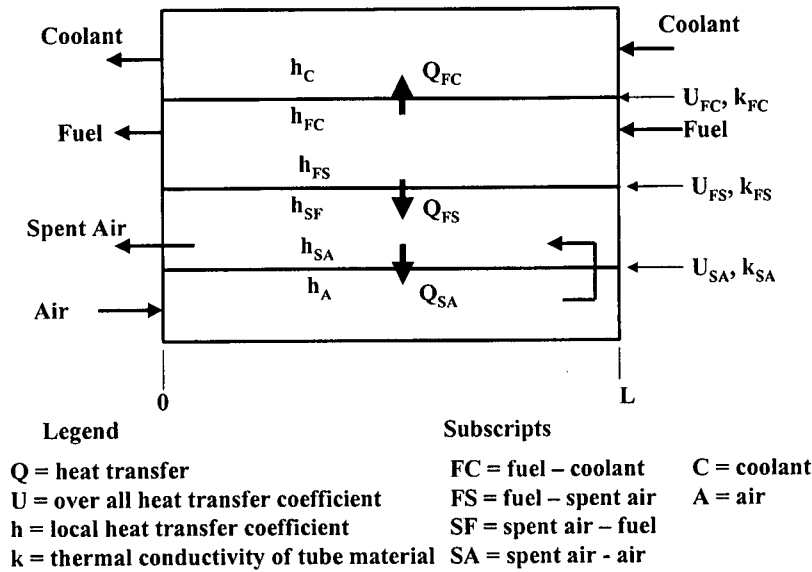 Coolant
Coolant
h_C
Q_FC
U_FC, k_FC
h_FC
Fuel
Fuel
h_FS
U_FS, k_FS
h_SF
Q_FS
Spent Air
h_SA
U_SA, k_SA
h_A
Q_SA
Air
0
L
Legend
Subscripts
Q = heat transfer
FC = fuel – coolant
C = coolant
U = over all heat transfer coefficient
FS = fuel – spent air
A = air
h = local heat transfer coefficient
SF = spent air – fuel
k = thermal conductivity of tube material
SA = spent air - air